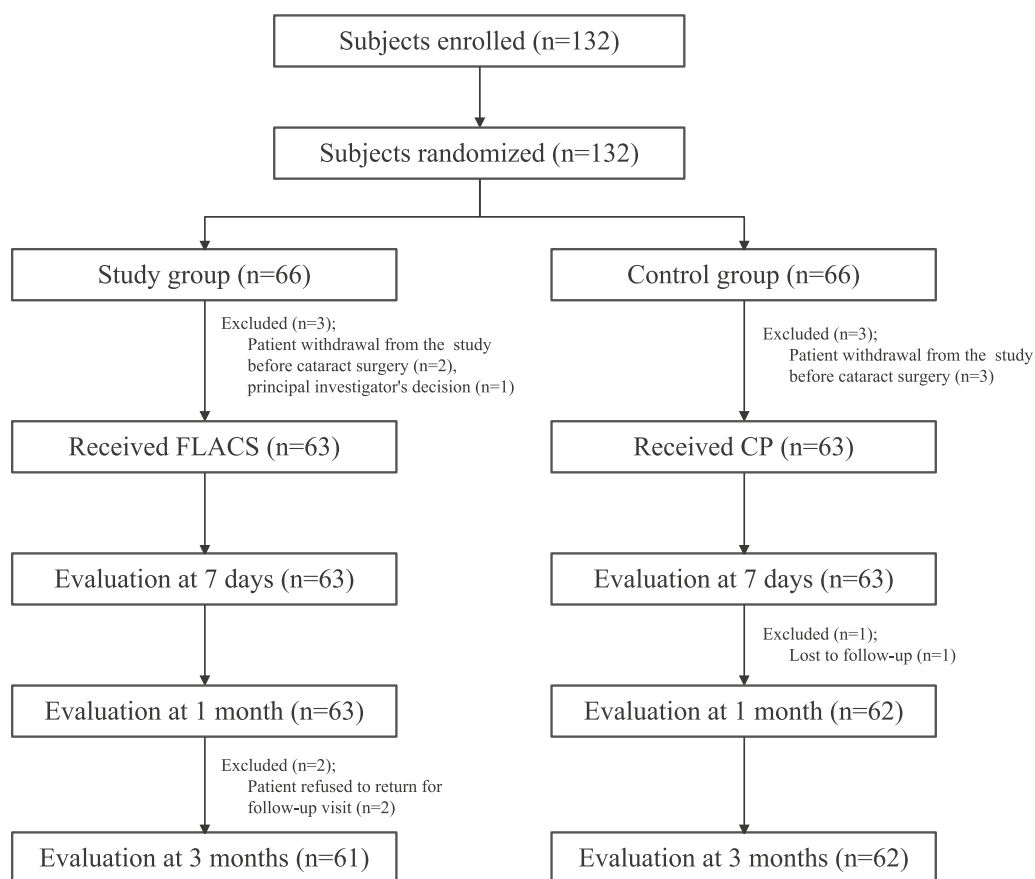 Subjects enrolled (n=132)
Subjects randomized (n=132)
Study group (n=66)
Control group (n=66)
Excluded (n=3);
Patient withdrawal from the study
before cataract surgery (n=2),
principal investigator's decision (n=1)
Excluded (n=3);
Patient withdrawal from the study
before cataract surgery (n=3)
Received FLACS (n=63)
Received CP (n=63)
Evaluation at 7 days (n=63)
Evaluation at 7 days (n=63)
Excluded (n=1);
Lost to follow-up (n=1)
Evaluation at 1 month (n=63)
Evaluation at 1 month (n=62)
Excluded (n=2);
Patient refused to return for
follow-up visit (n=2)
Evaluation at 3 months (n=61)
Evaluation at 3 months (n=62)